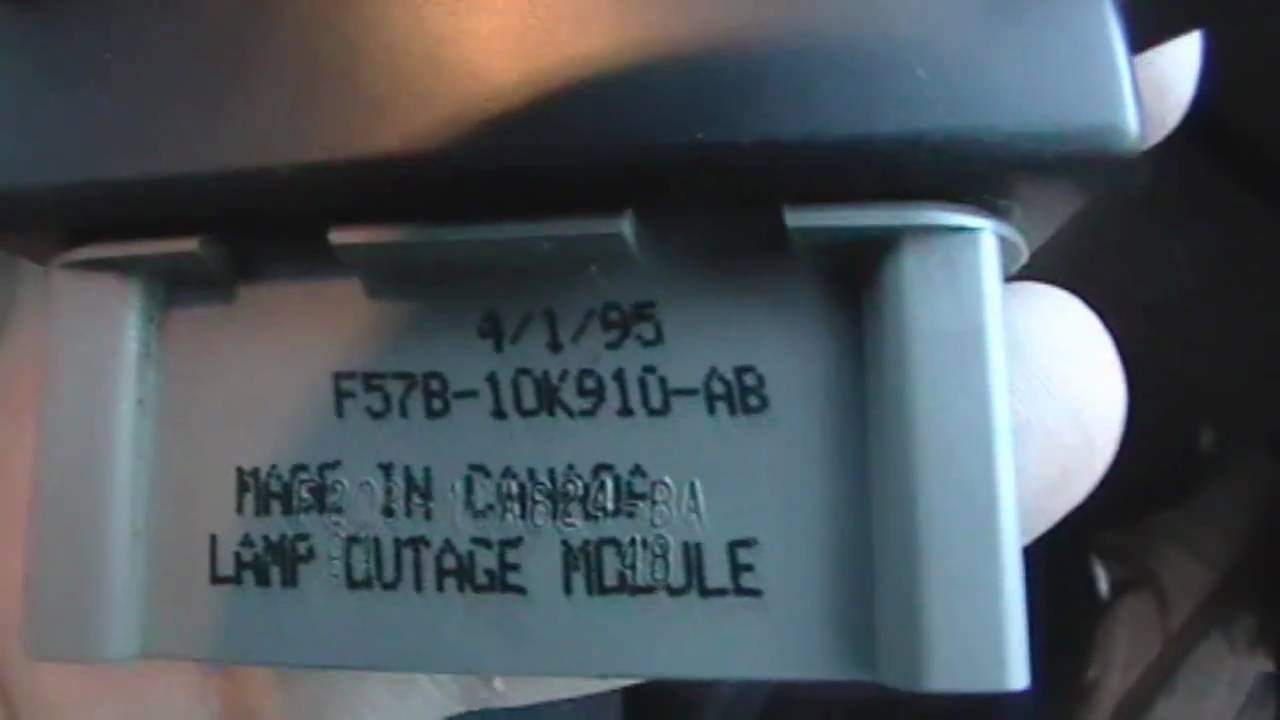 4/1/95
F57B-10K910-AB
MADE IN CANADA
LAMP OUTAGE MODULE